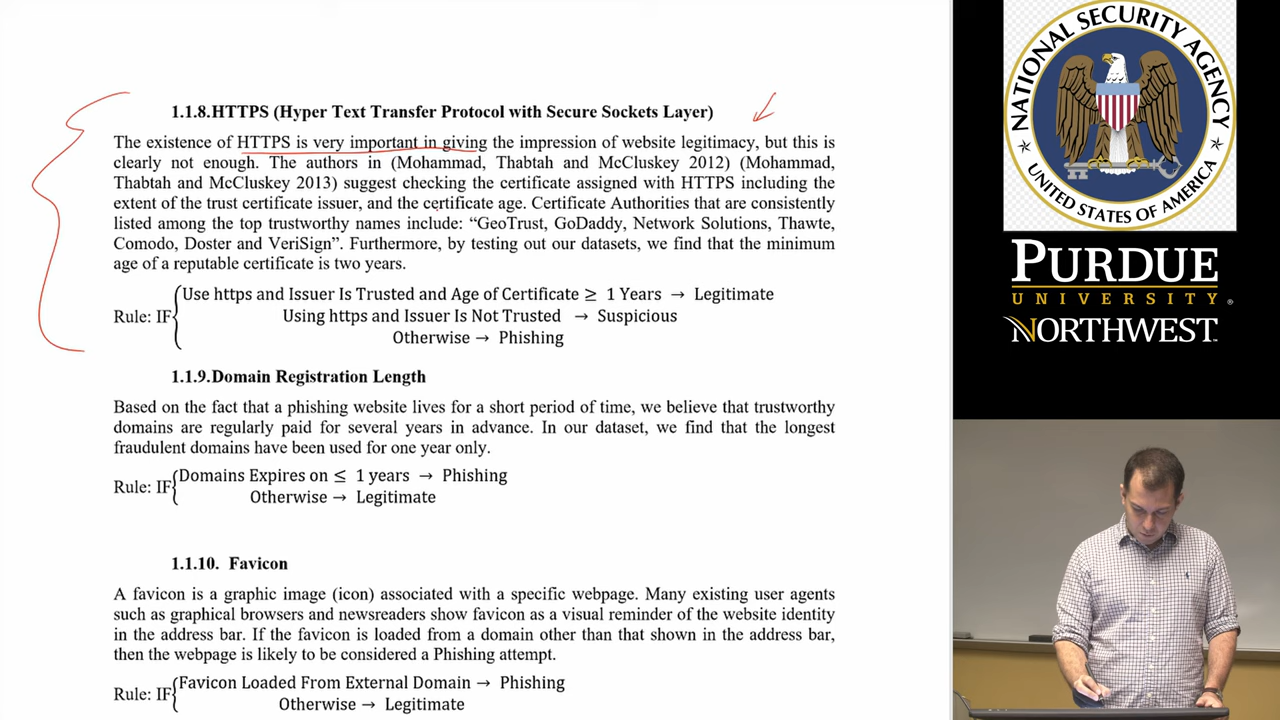 1.1.8.HTTPS (Hyper Text Transfer Protocol with Secure Sockets Layer)
The existence of HTTPS is very important in giving the impression of website legitimacy, but this is
clearly not enough. The authors in (Mohammad, Thabtah and McCluskey 2012) (Mohammad,
Thabtah and McCluskey 2013) suggest checking the certificate assigned with HTTPS including the
extent of the trust certificate issuer, and the certificate age. Certificate Authorities that are consistently
listed among the top trustworthy names include: “GeoTrust, GoDaddy, Network Solutions, Thawte,
Comodo, Doster and VeriSign”. Furthermore, by testing out our datasets, we find that the minimum
age of a reputable certificate is two years.
Use https and Issuer Is Trusted and Age of Certificate ≥ 1 Years → Legitimate
Rule: IF{ Using https and Issuer Is Not Trusted → Suspicious
Otherwise → Phishing
1.1.9.Domain Registration Length
Based on the fact that a phishing website lives for a short period of time, we believe that trustworthy
domains are regularly paid for several years in advance. In our dataset, we find that the longest
fraudulent domains have been used for one year only.
Rule: IF{ Domains Expires on ≤ 1 years → Phishing
Otherwise → Legitimate
1.1.10. Favicon
A favicon is a graphic image (icon) associated with a specific webpage. Many existing user agents
such as graphical browsers and newsreaders show favicon as a visual reminder of the website identity
in the address bar. If the favicon is loaded from a domain other than that shown in the address bar,
then the webpage is likely to be considered a Phishing attempt.
Rule: IF{ Favicon Loaded From External Domain → Phishing
Otherwise → Legitimate
NATIONAL SECURITY AGENCY
UNITED STATES OF AMERICA
PURDUE
UNIVERSITY®
NORTHWEST™